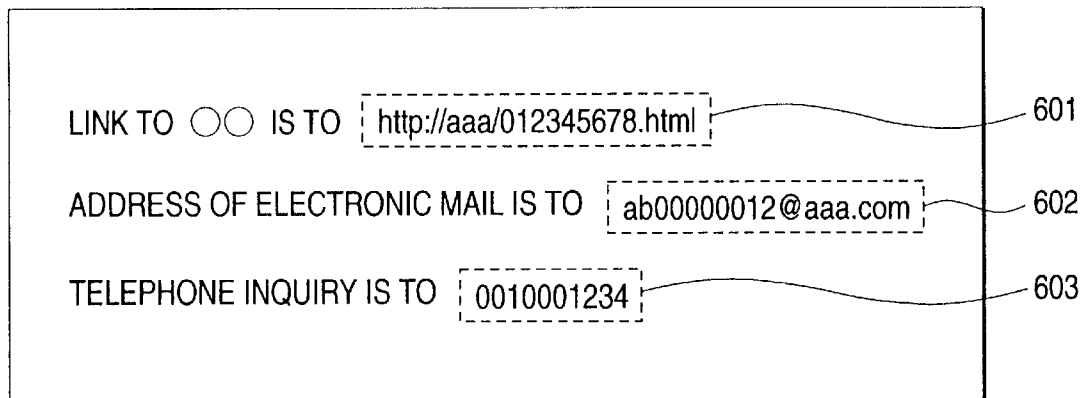 LINK TO ○○ IS TO http://aaa/012345678.html 601
ADDRESS OF ELECTRONIC MAIL IS TO ab00000012@aaa.com 602
TELEPHONE INQUIRY IS TO 0010001234 603